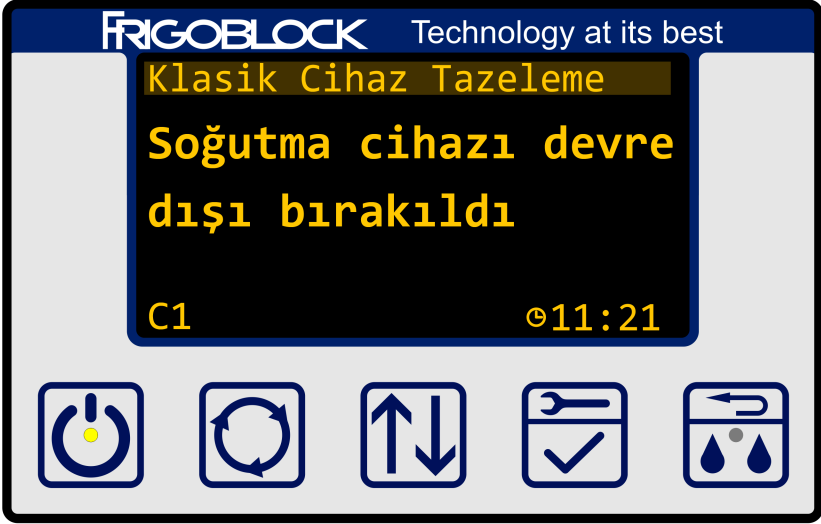 FRIGOBLOCK Technology at its best
Klasik Cihaz Tazeleme
Soğutma cihazı devre
dışı bırakıldı
C1 11:21